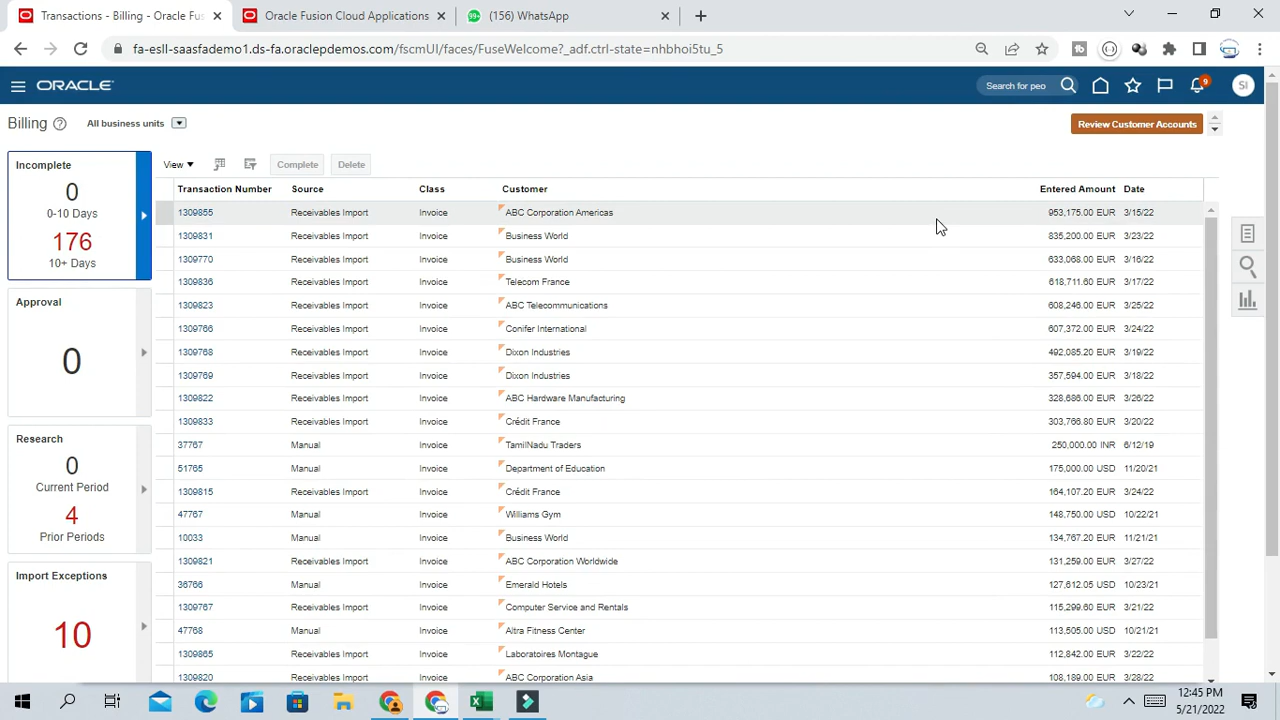 Transactions - Billing - Oracle Fus
Oracle Fusion Cloud Applications
99+
(156) WhatsApp
fa-esll-saasfademo1.ds-fa.oraclepdemos.com/fscmUI/faces/FuseWelcome?_adf.ctrl-state=nhbhoi5tu_5
ORACLE
Search for peo
9
SI
Billing
All business units
Review Customer Accounts
Incomplete
0
0-10 Days
176
10+ Days
Approval
0
Research
0
Current Period
4
Prior Periods
Import Exceptions
10
View
Complete
Delete
Transaction Number Source Class Customer Entered Amount Date
1309855 Receivables Import Invoice ABC Corporation Americas 953,175.00 EUR 3/15/22
1309831 Receivables Import Invoice Business World 835,200.00 EUR 3/23/22
1309770 Receivables Import Invoice Business World 633,068.00 EUR 3/16/22
1309836 Receivables Import Invoice Telecom France 618,711.60 EUR 3/17/22
1309823 Receivables Import Invoice ABC Telecommunications 608,246.00 EUR 3/25/22
1309766 Receivables Import Invoice Conifer International 607,372.00 EUR 3/24/22
1309768 Receivables Import Invoice Dixon Industries 492,085.20 EUR 3/19/22
1309769 Receivables Import Invoice Dixon Industries 357,594.00 EUR 3/18/22
1309822 Receivables Import Invoice ABC Hardware Manufacturing 328,686.00 EUR 3/26/22
1309833 Receivables Import Invoice Crédit France 303,766.80 EUR 3/20/22
37767 Manual Invoice TamilNadu Traders 250,000.00 INR 6/12/19
51765 Manual Invoice Department of Education 175,000.00 USD 11/20/21
1309815 Receivables Import Invoice Crédit France 164,107.20 EUR 3/24/22
47767 Manual Invoice Williams Gym 148,750.00 USD 10/22/21
10033 Manual Invoice Business World 134,767.20 EUR 11/21/21
1309821 Receivables Import Invoice ABC Corporation Worldwide 131,259.00 EUR 3/27/22
36766 Manual Invoice Emerald Hotels 127,612.05 USD 10/23/21
1309767 Receivables Import Invoice Computer Service and Rentals 115,299.60 EUR 3/21/22
47768 Manual Invoice Altra Fitness Center 113,505.00 USD 10/21/21
1309865 Receivables Import Invoice Laboratoires Montague 112,842.00 EUR 3/22/22
1309820 Receivables Import Invoice ABC Corporation Asia 108,189.00 EUR 3/28/22
12:45 PM
5/21/2022